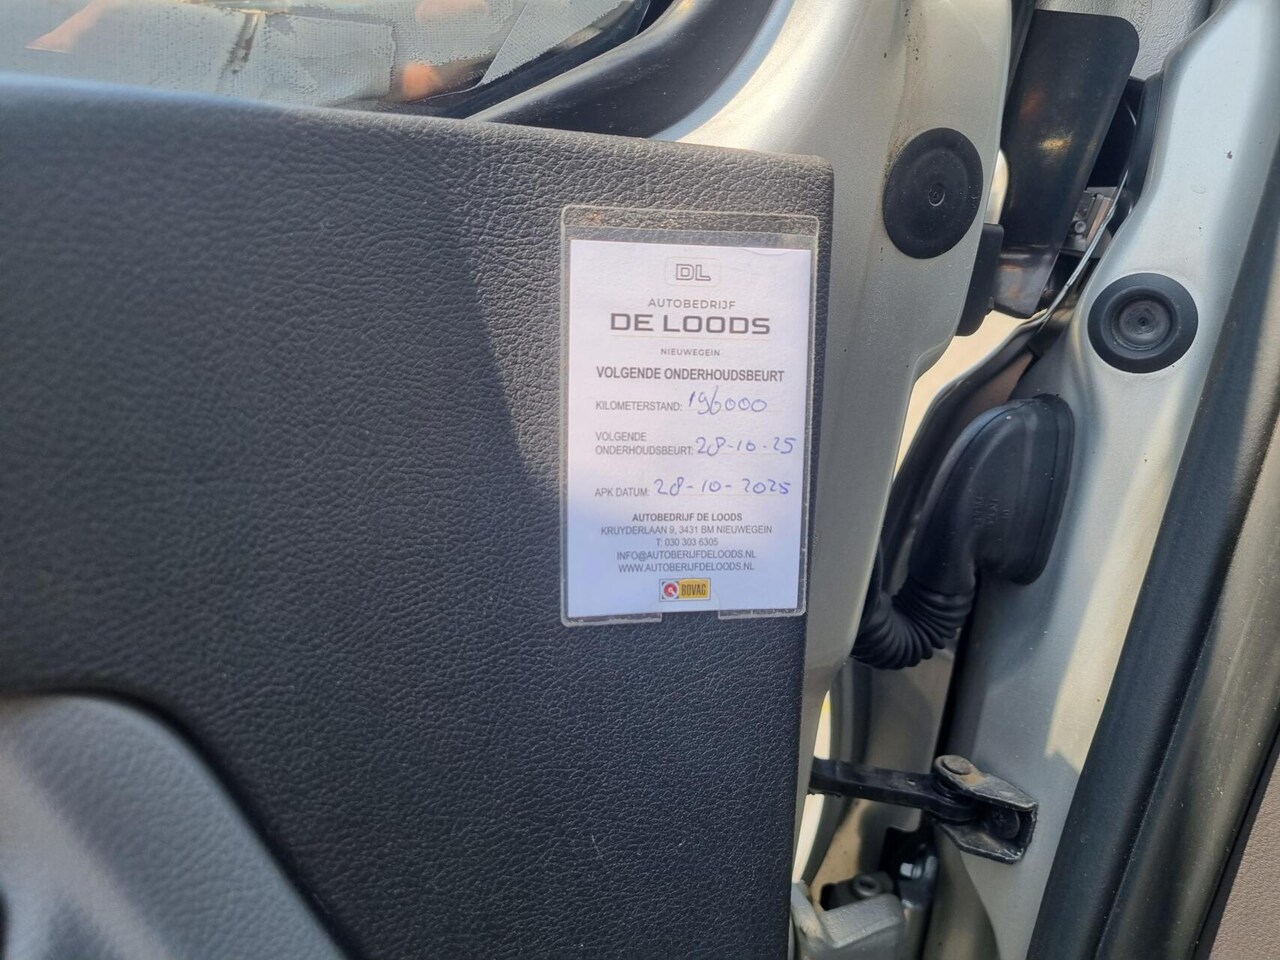 DL
AUTOBEDRIJF
DE LOODS
NIEUWEGEIN
VOLGENDE ONDERHOUDSBEURT
KILOMETERSTAND: 196000
VOLGENDE
ONDERHOUDSBEURT: 28-10-25
APK DATUM: 28-10-2025
AUTOBEDRIJF DE LOODS
KRUYDERLAAN 9, 3431 BM NIEUWEGEIN
T: 030 303 6305
INFO@AUTOBERIJFDELOODS.NL
WWW.AUTOBERIJFDELOODS.NL
BOVAG